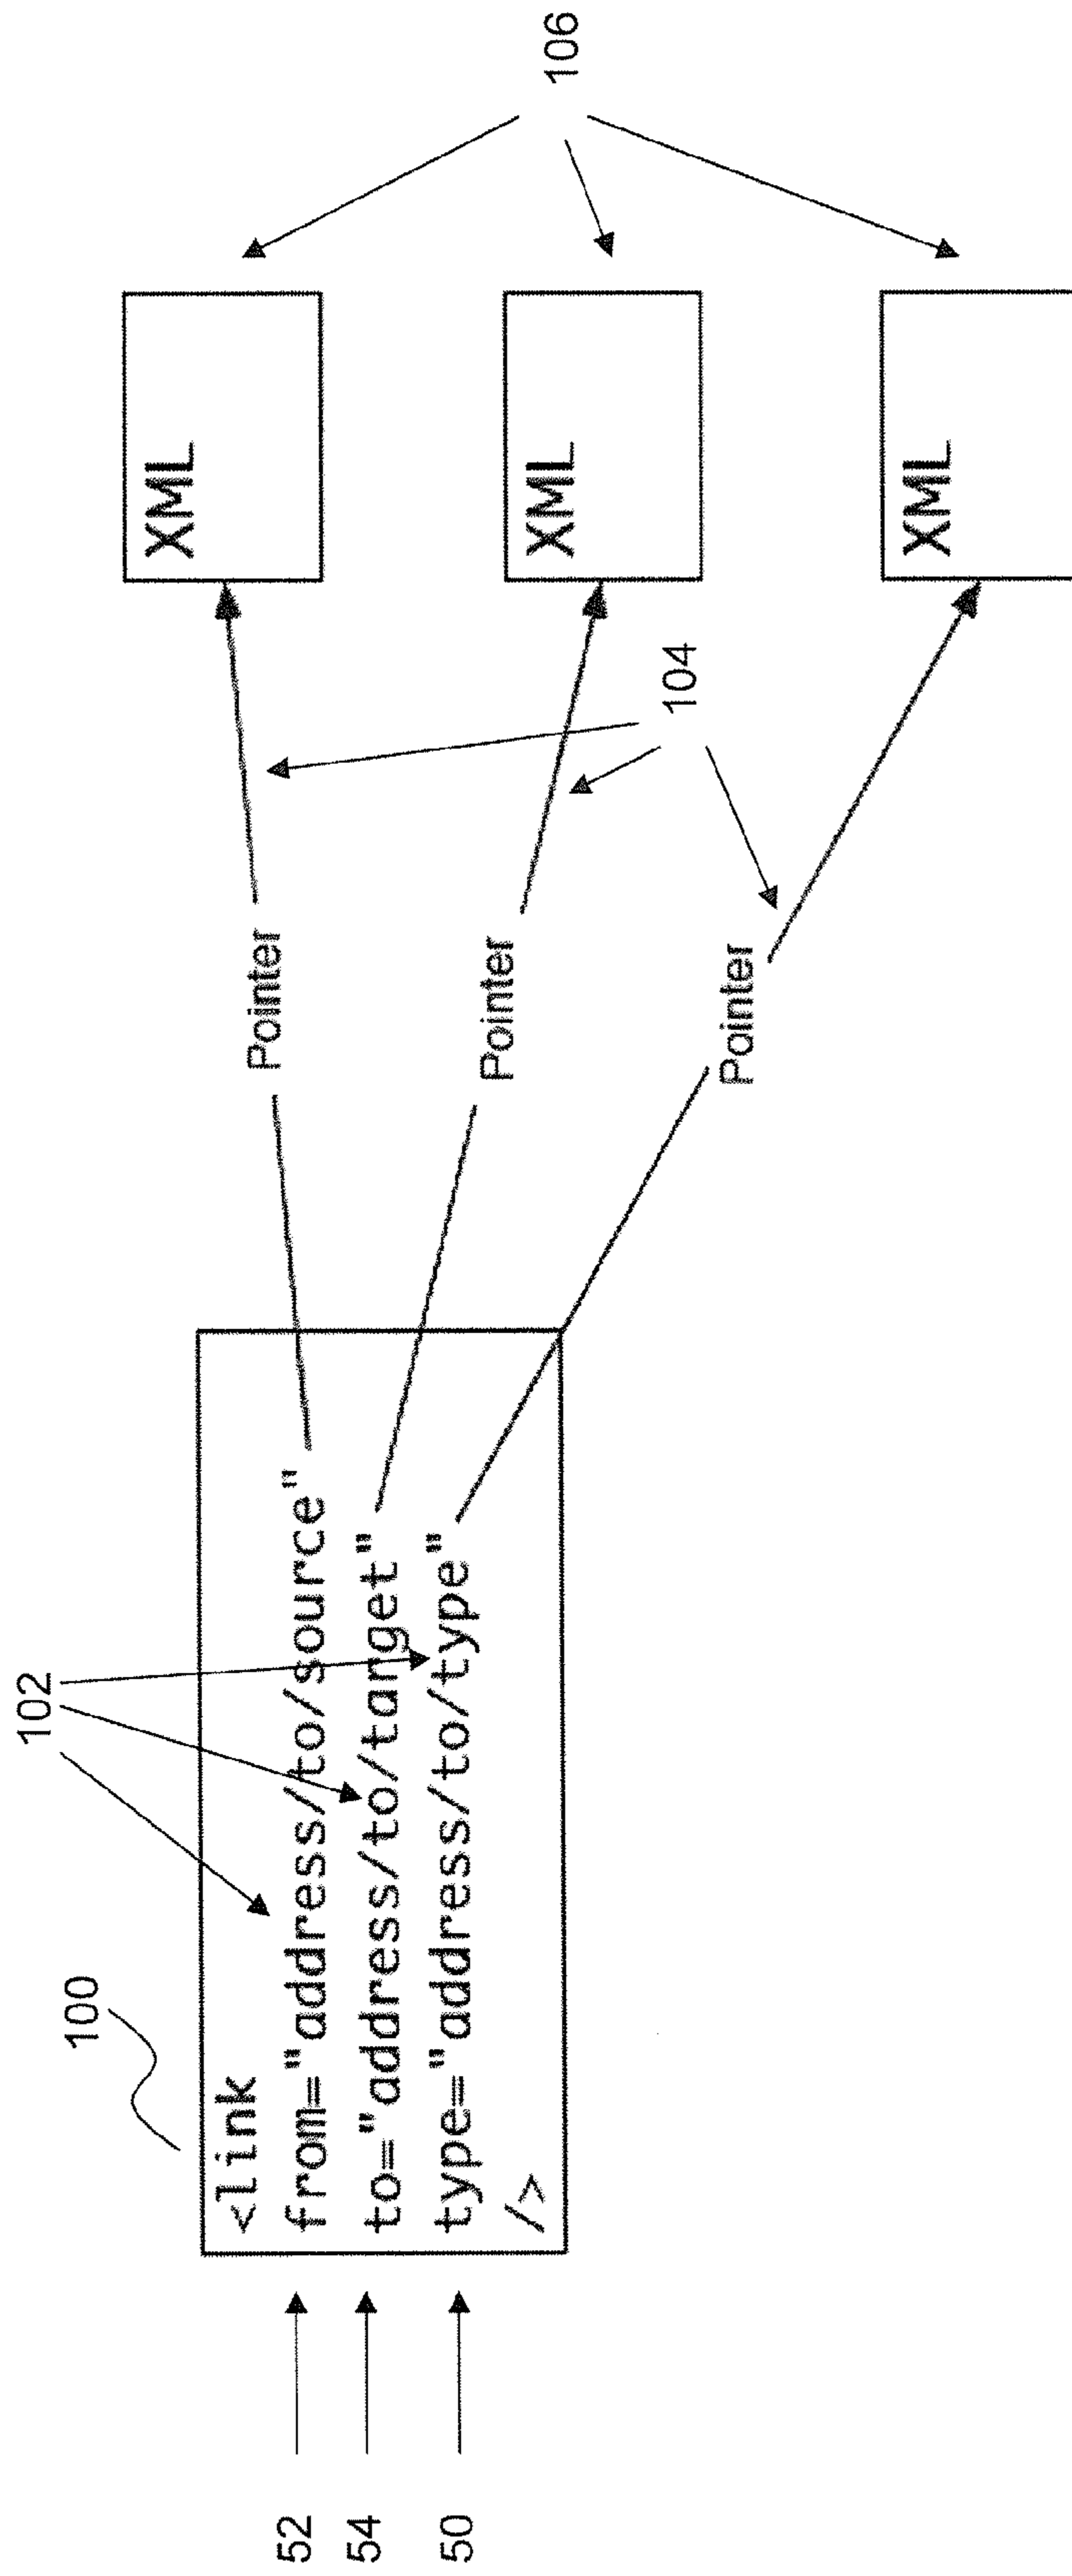 100
102
<link
from="address/to/source"
to="address/to/target"
type="address/to/type"
/>
52
54
50
Pointer
Pointer
Pointer
104
XML
XML
XML
106